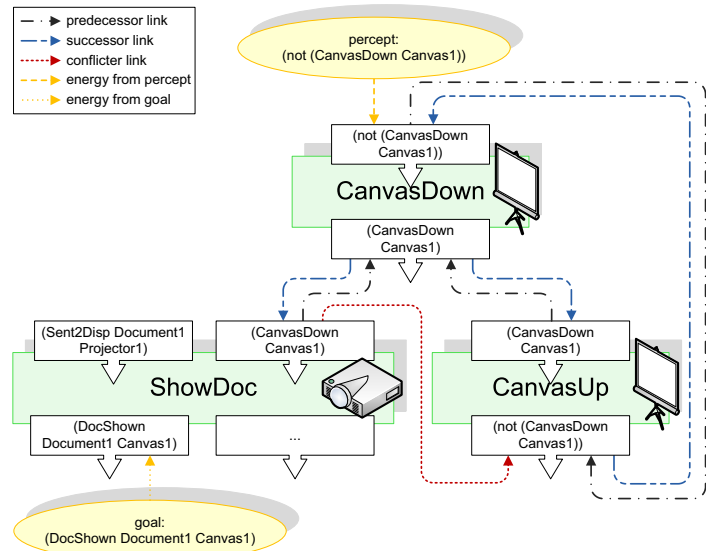 predecessor link
successor link
conflicter link
energy from percept
energy from goal
percept:
(not (CanvasDown Canvas1))
(not (CanvasDown
Canvas1))
CanvasDown
(CanvasDown
Canvas1)
(Sent2Disp Document1
Projector1)
(CanvasDown
Canvas1)
(CanvasDown
Canvas1)
ShowDoc
CanvasUp
(DocShown
Document1 Canvas1)
...
(not (CanvasDown
Canvas1))
goal:
(DocShown Document1 Canvas1)